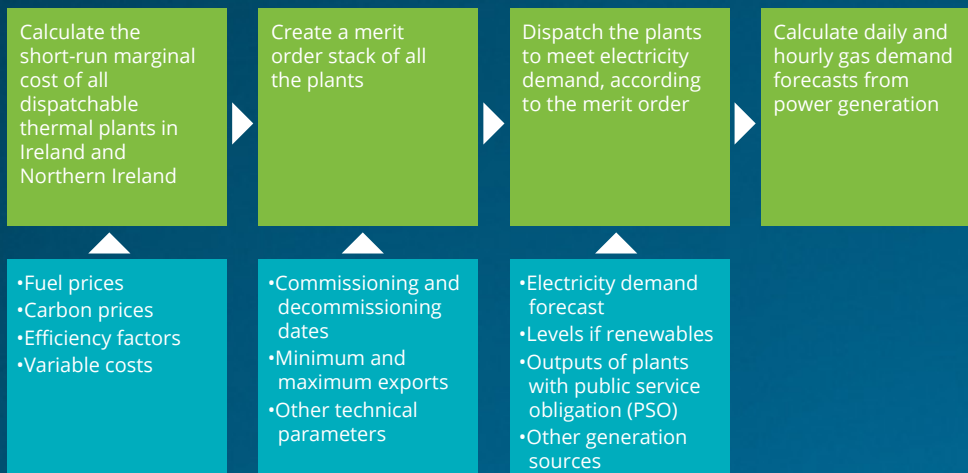 Calculate the
short-run marginal
cost of all
dispatchable
thermal plants in
Ireland and
Northern Ireland
Create a merit
order stack of all
the plants
Dispatch the plants
to meet electricity
demand, according
to the merit order
Calculate daily and
hourly gas demand
forecasts from
power generation
•Fuel prices
•Carbon prices
•Efficiency factors
•Variable costs
•Commissioning and
decommissioning
dates
•Minimum and
maximum exports
•Other technical
parameters
•Electricity demand
forecast
•Levels if renewables
•Outputs of plants
with public service
obligation (PSO)
•Other generation
sources